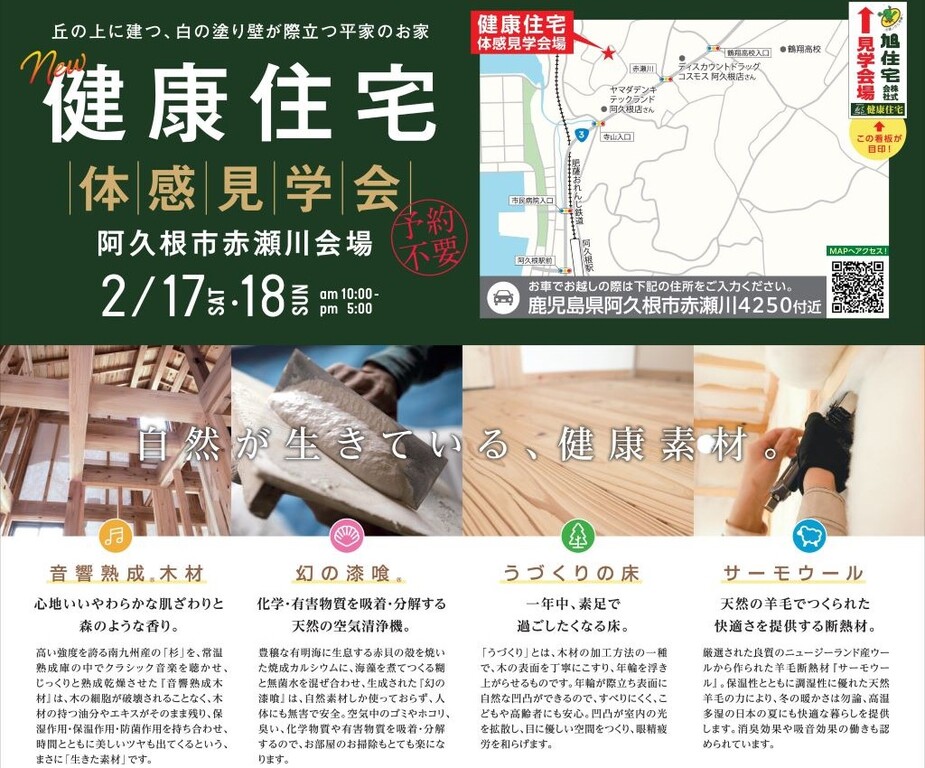 丘の上に建つ、白の塗り壁が際立つ平家のお家
New
健康住宅
体感見学会
予約
不要
阿久根市赤瀬川会場
2/17SAT・18SUN
am 10:00-
pm 5:00
健康住宅
体感見学会場
鶴翔高校入口
鶴翔高校
ディスカウントドラッグ
コスモス 阿久根店さん
赤瀬川
ヤマダデンキ
テックランド
阿久根店さん
3
寺山入口
肥薩おれんじ鉄道
市民病院入口
阿久根駅
阿久根駅前
見学会場
旭住宅株式会社
健康住宅
この看板が
目印!
MAPへアクセス!
お車でお越しの際は下記の住所をご入力ください。
鹿児島県阿久根市赤瀬川4250付近
自然が生きている、健康素材。
音響熟成®木材
心地いいやわらかな肌ざわりと
森のような香り。
高い強度を誇る南九州産の「杉」を、常温
熟成庫の中でクラシック音楽を聴かせ、
じっくりと熟成乾燥させた『音響熟成木
材』は、木の細胞が破壊されることなく、木
材の持つ油分やエキスがそのまま残り、保
湿作用・保温作用・防菌作用を持ち合わせ、
時間とともに美しいツヤも出てくるという、
まさに「生きた素材」です。
幻の漆喰®
化学・有害物質を吸着・分解する
天然の空気清浄機。
豊穣な有明海に生息する赤貝の殻を焼い
た焼成カルシウムに、海藻を煮てつくる糊
と無菌水を混ぜ合わせ、生成された『幻の
漆喰』は、自然素材しか使っておらず、人
体にも無害で安全。空気中のゴミやホコリ、
臭い、化学物質や有害物質を吸着・分解
するので、お部屋のお掃除もとても楽にな
ります。
うづくりの床
一年中、素足で
過ごしたくなる床。
「うづくり」とは、木材の加工方法の一種
で、木の表面を丁寧にこすり、年輪を浮き
上がらせるものです。年輪が際立ち表面に
自然な凹凸ができるので、すべりにくく、こ
どもや高齢者にも安心。凹凸が室内の光
を拡散し、目に優しい空間をつくり、眼精疲
労を和らげます。
サーモウール
天然の羊毛でつくられた
快適さを提供する断熱材。
厳選された良質のニュージーランド産ウー
ルから作られた羊毛断熱材『サーモウー
ル』。保温性とともに調湿性に優れた天然
羊毛の力により、冬の暖かさは勿論、高温
多湿の日本の夏にも快適な暮らしを提供
します。消臭効果や吸音効果の働きも認
められています。